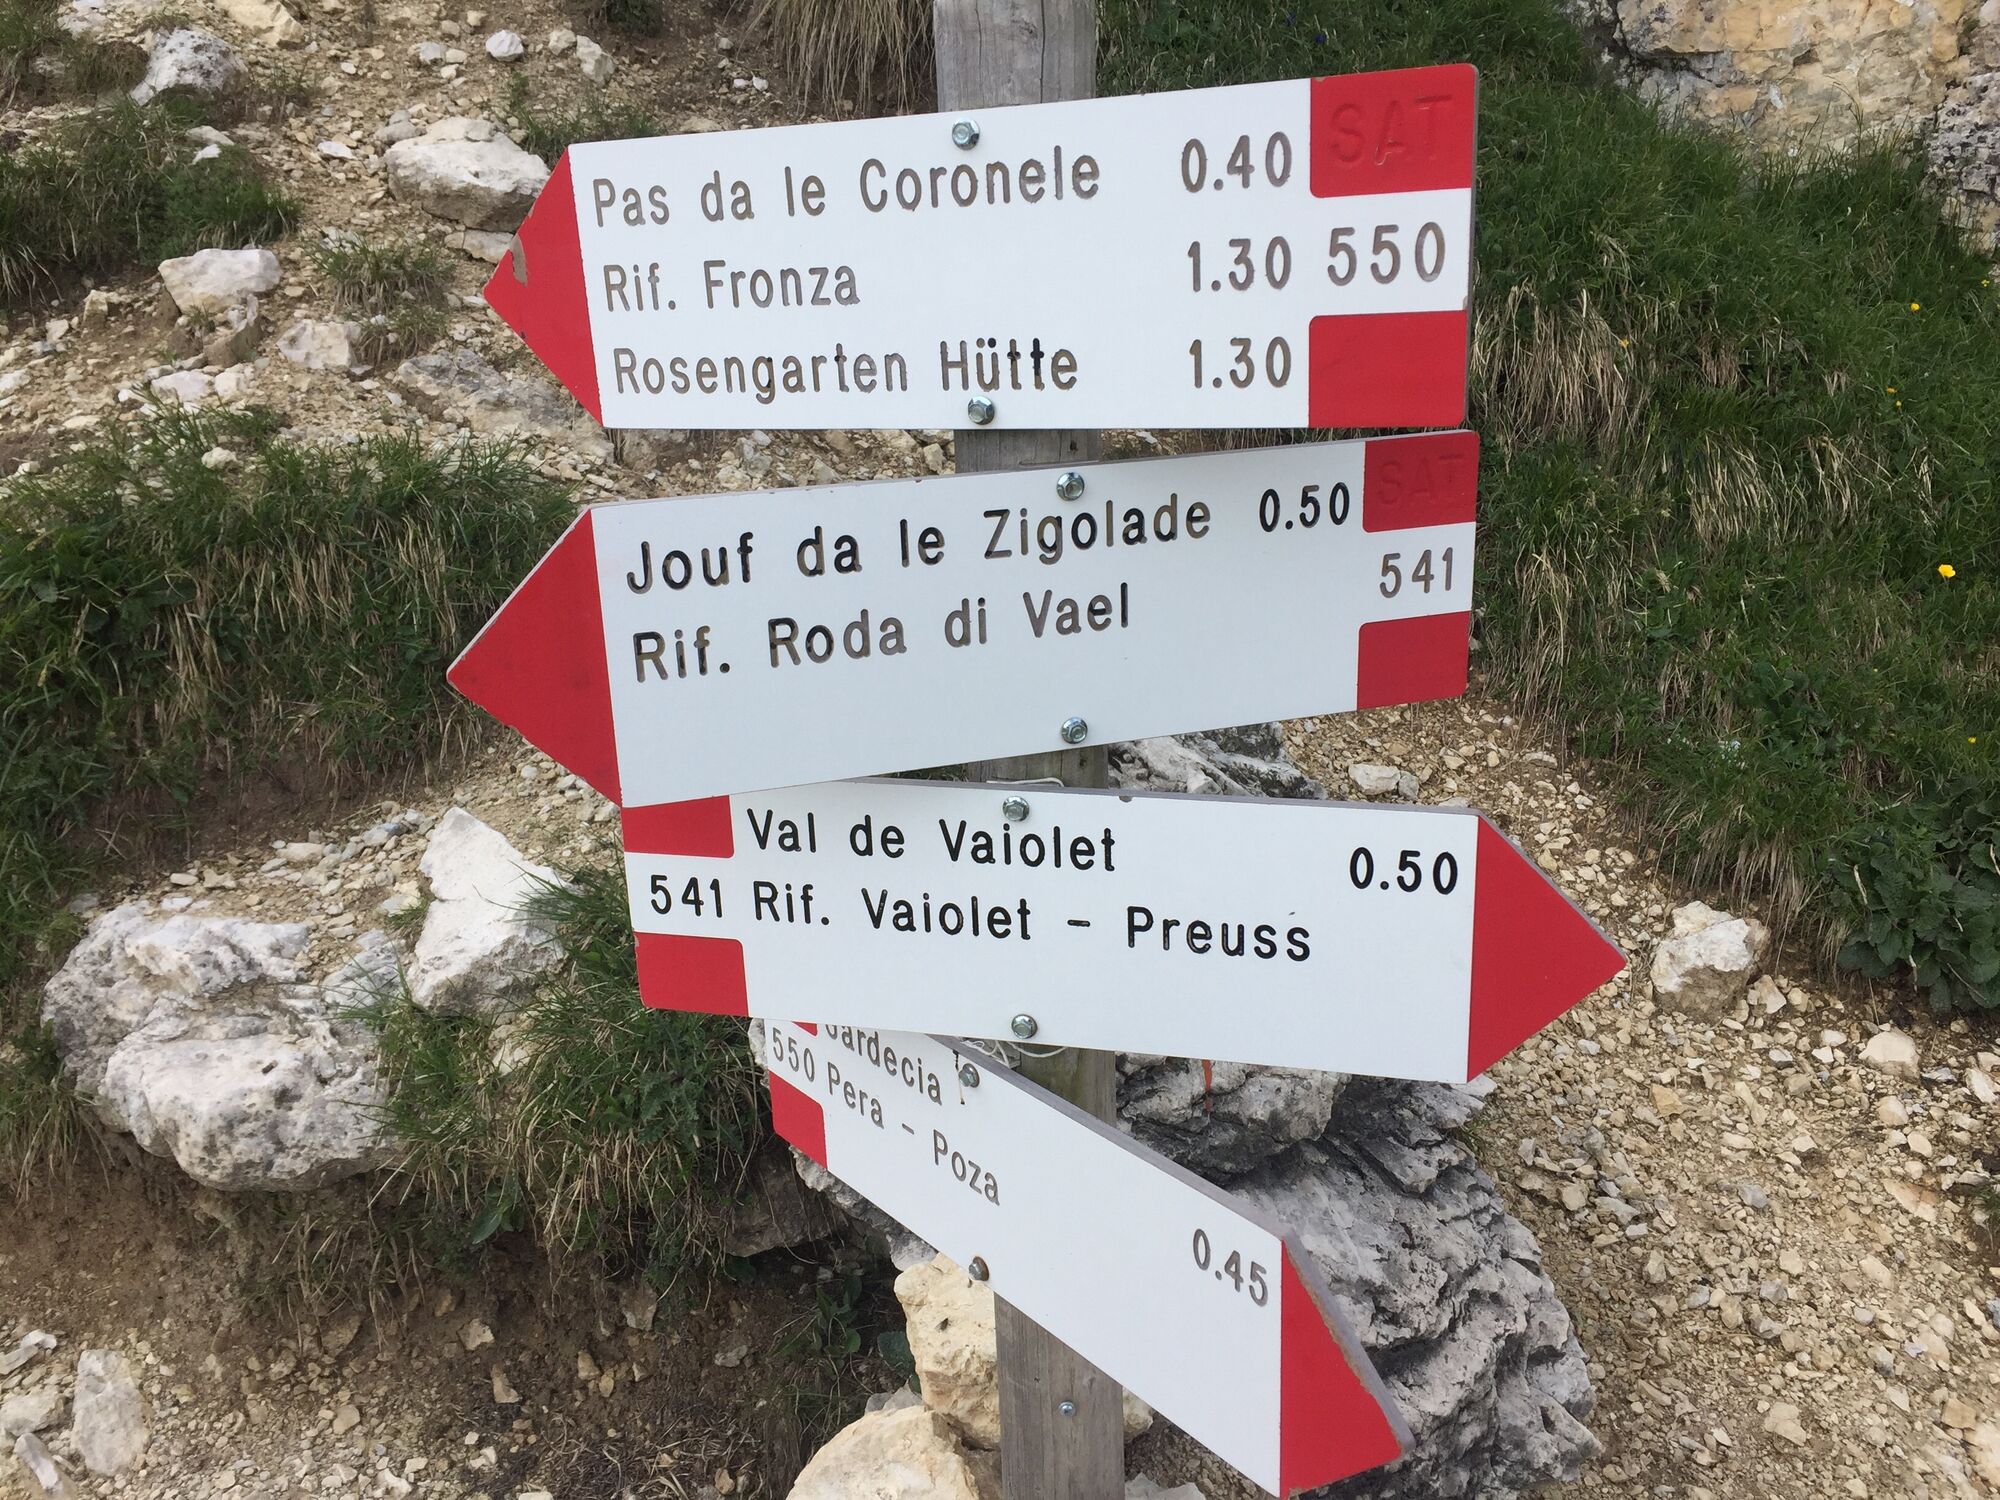 Pas da le Coronele 0.40 SAT
Rif. Fronza 1.30 550
Rosengarten Hütte 1.30
Jouf da le Zigolade 0.50 SAT
Rif. Roda di Vael 541
Val de Vaiolet 0.50
541 Rif. Vaiolet - Preuss
Gardecia
550 Pera - Poza
0.45